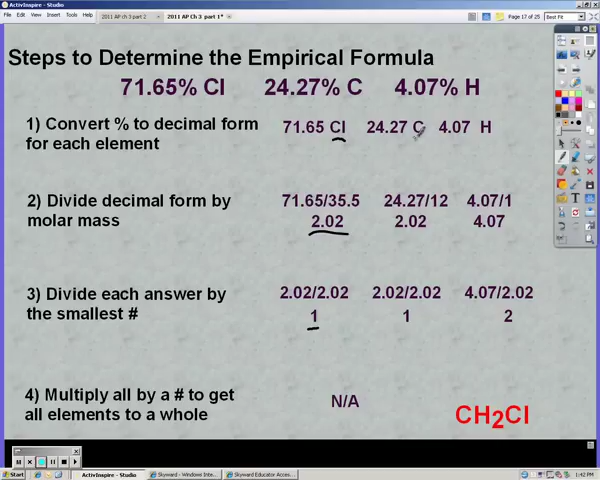 ActivInspire - Studio
File Edit View Insert Tools Help
2011 AP ch 3 part 2
2011 AP Ch 3 part 1*
Page 17 of 25
Best Fit
Steps to Determine the Empirical Formula
71.65% Cl 24.27% C 4.07% H
1) Convert % to decimal form
for each element
71.65 Cl 24.27 C 4.07 H
2) Divide decimal form by
molar mass
71.65/35.5 24.27/12 4.07/1
2.02 2.02 4.07
3) Divide each answer by
the smallest #
2.02/2.02 2.02/2.02 4.07/2.02
1 1 2
4) Multiply all by a # to get
all elements to a whole
N/A
CH2Cl
Start
ActivInspire - Studio
Skyward - Windows Inte...
Skyward Educator Acces...
1:42 PM